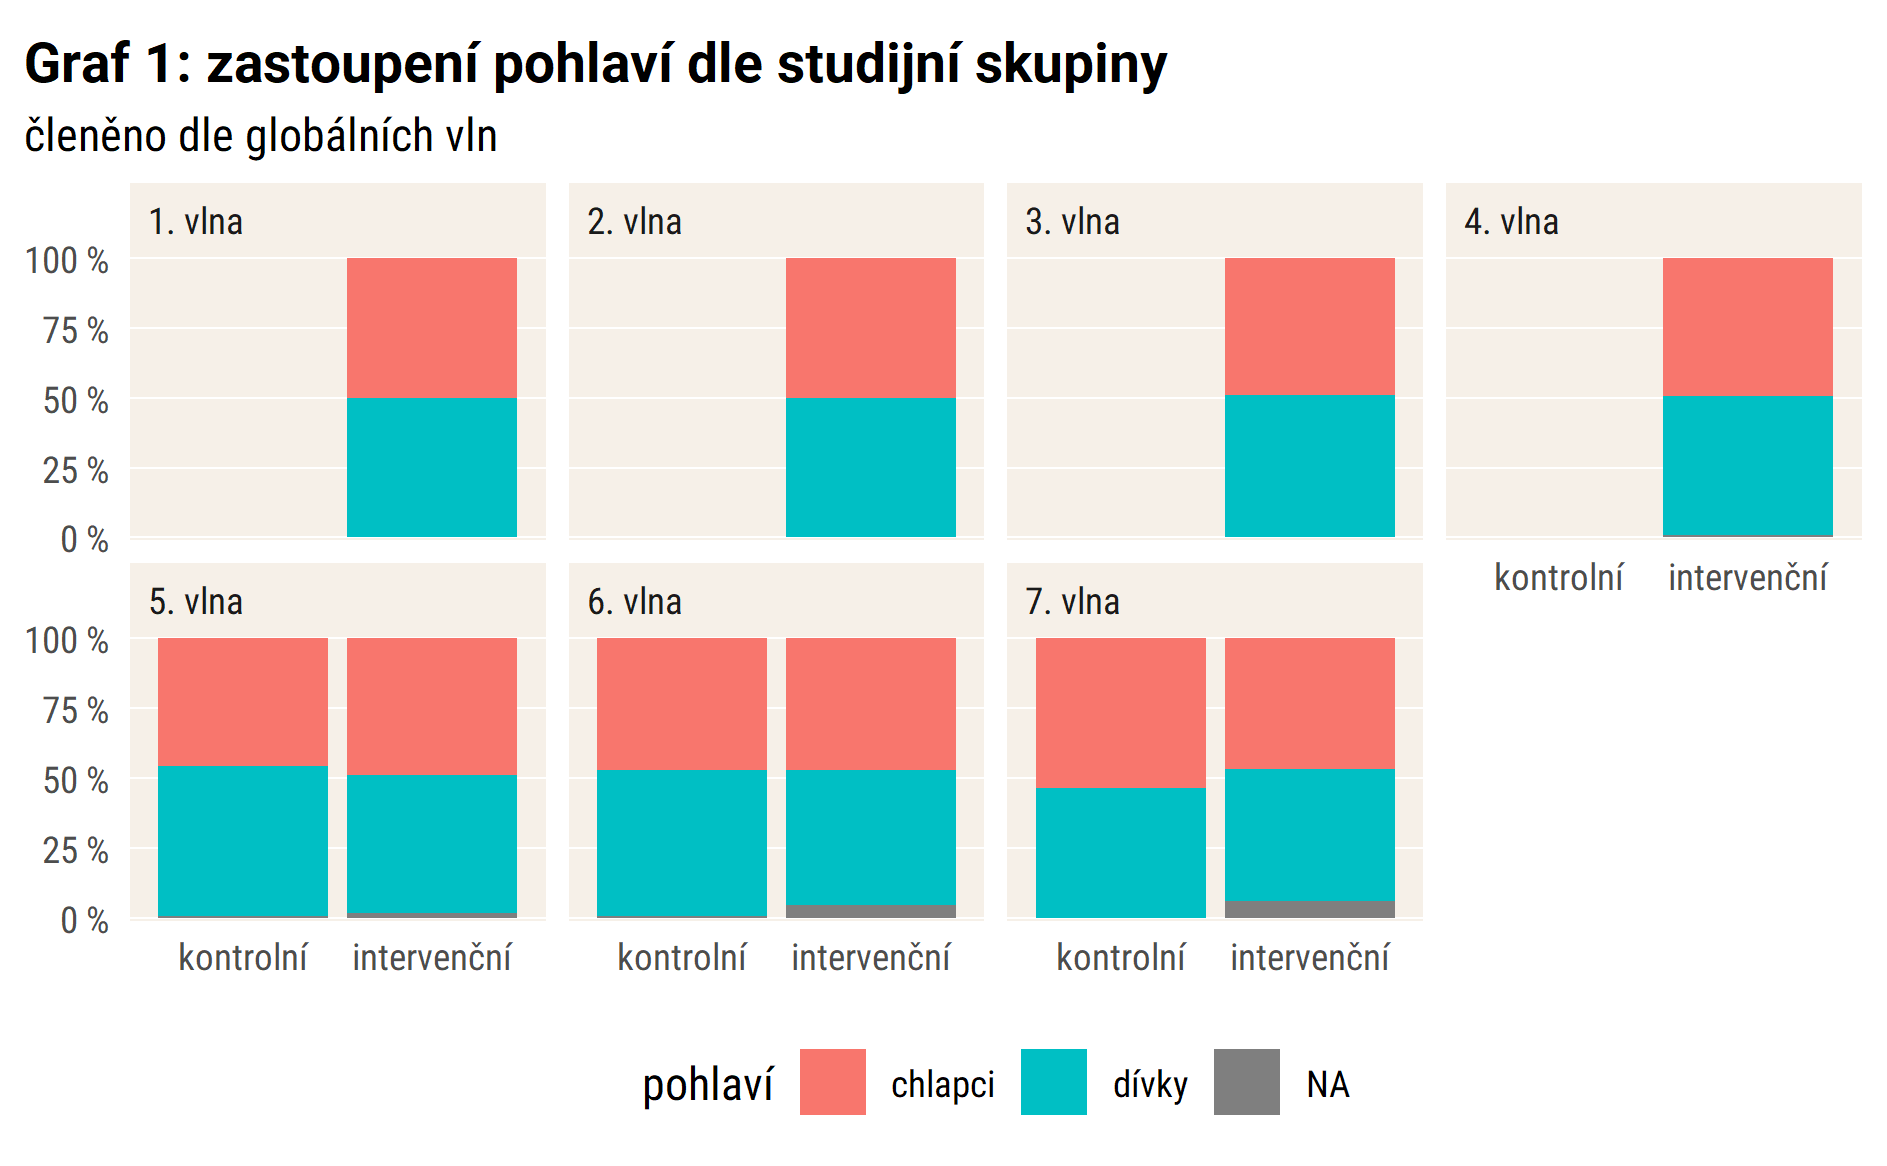 Graf 1: zastoupení pohlaví dle studijní skupiny
členěno dle globálních vln
1. vlna
2. vlna
3. vlna
4. vlna
100 %
75 %
50 %
25 %
0 %
kontrolní intervenční
5. vlna
6. vlna
7. vlna
100 %
75 %
50 %
25 %
0 %
kontrolní intervenční
kontrolní intervenční
kontrolní intervenční
pohlaví chlapci dívky NA